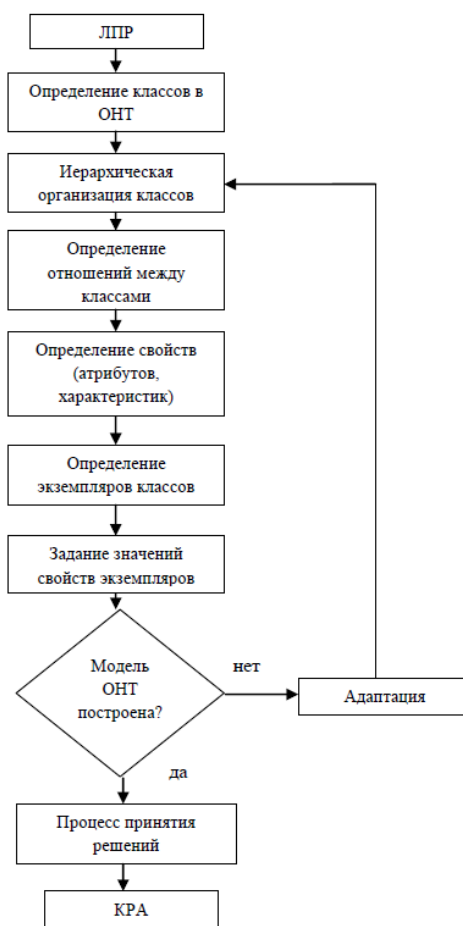 ЛПР
Определение классов в
ОНТ
Иерархическая
организация классов
Определение
отношений между
классами
Определение свойств
(атрибутов,
характеристик)
Определение
экземпляров классов
Задание значений
свойств экземпляров
Модель
ОНТ
построена?
нет
Адаптация
да
Процесс принятия
решений
КРА